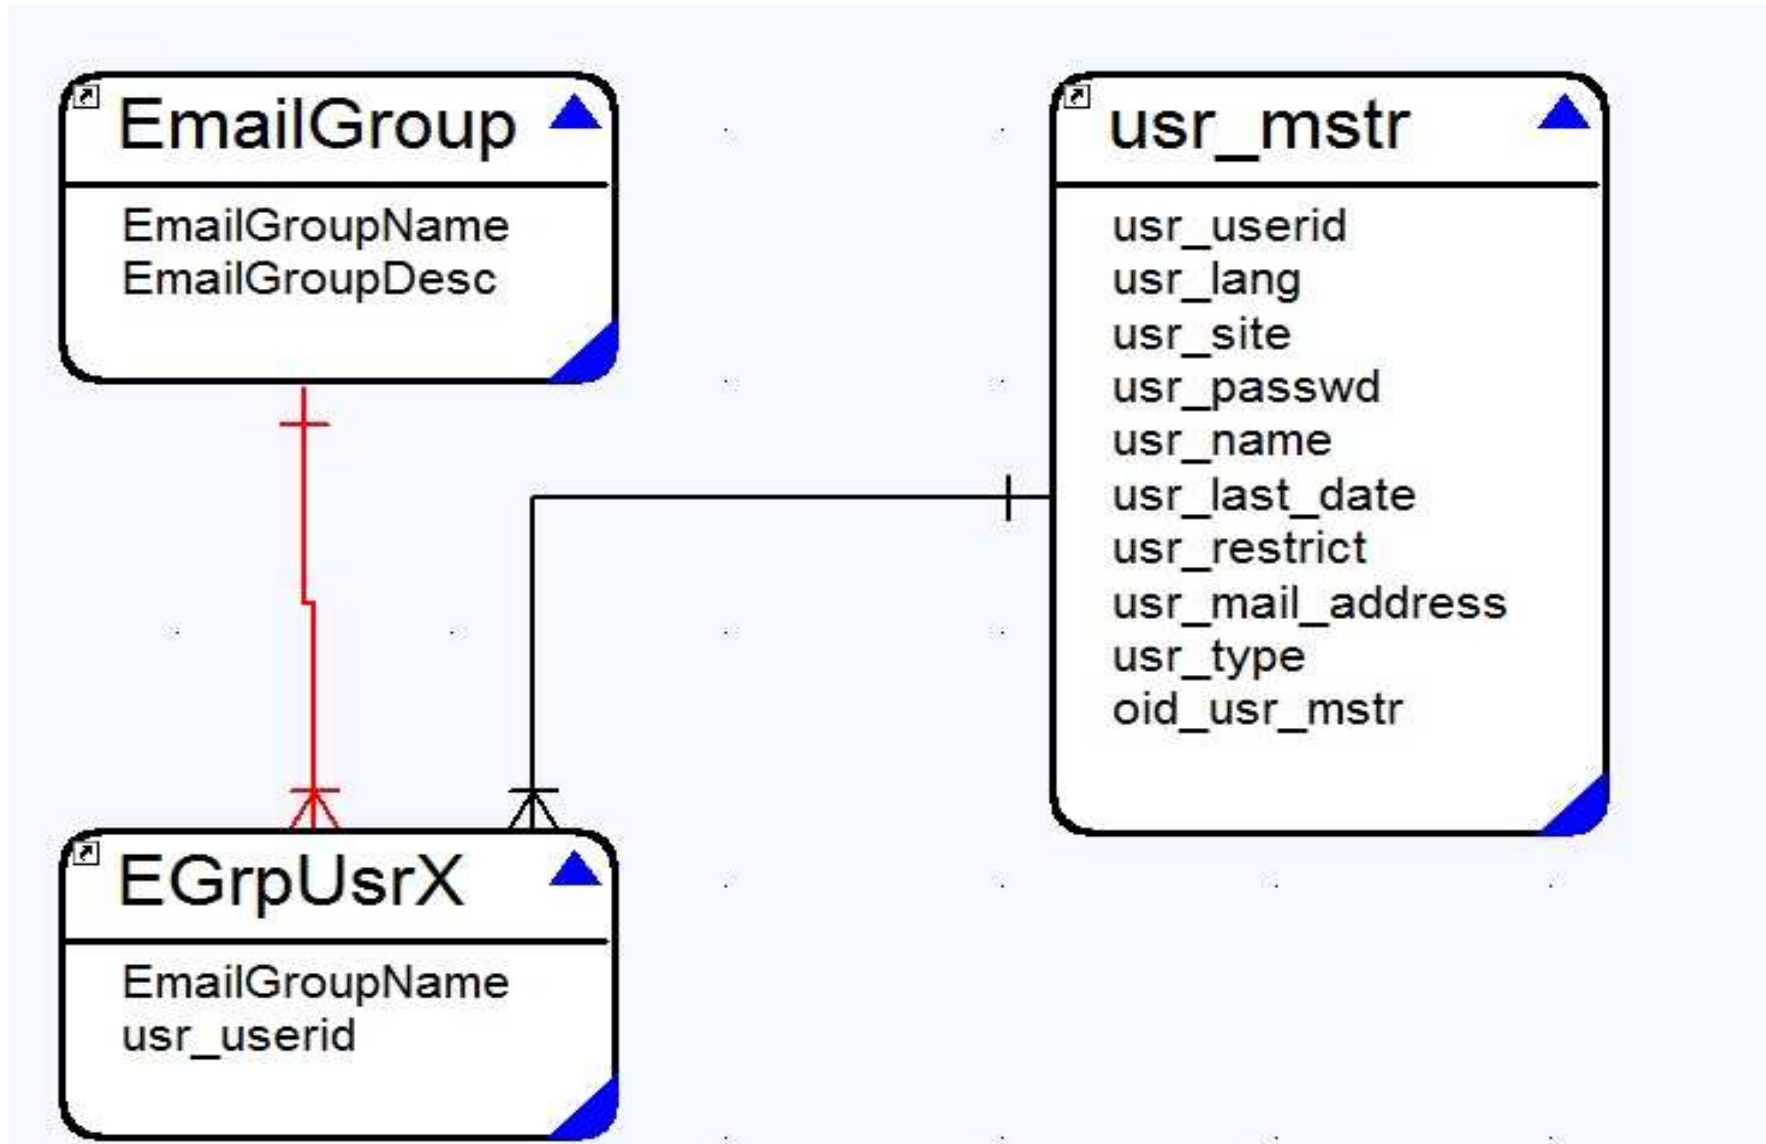 EmailGroup
EmailGroupName
EmailGroupDesc
usr_mstr
usr_userid
usr_lang
usr_site
usr_passwd
usr_name
usr_last_date
usr_restrict
usr_mail_address
usr_type
oid_usr_mstr
EGrpUsrX
EmailGroupName
usr_userid